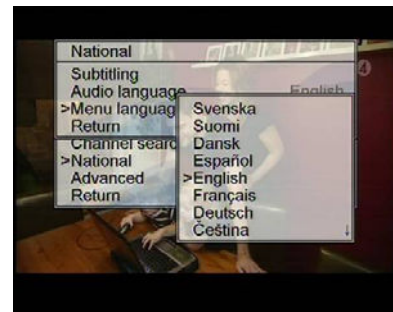 National
Subtitling
Audio language English
>Menu languag
Return
Channel searc
>National
Advanced
Return
Svenska
Suomi
Dansk
Español
>English
Français
Deutsch
Čeština
4